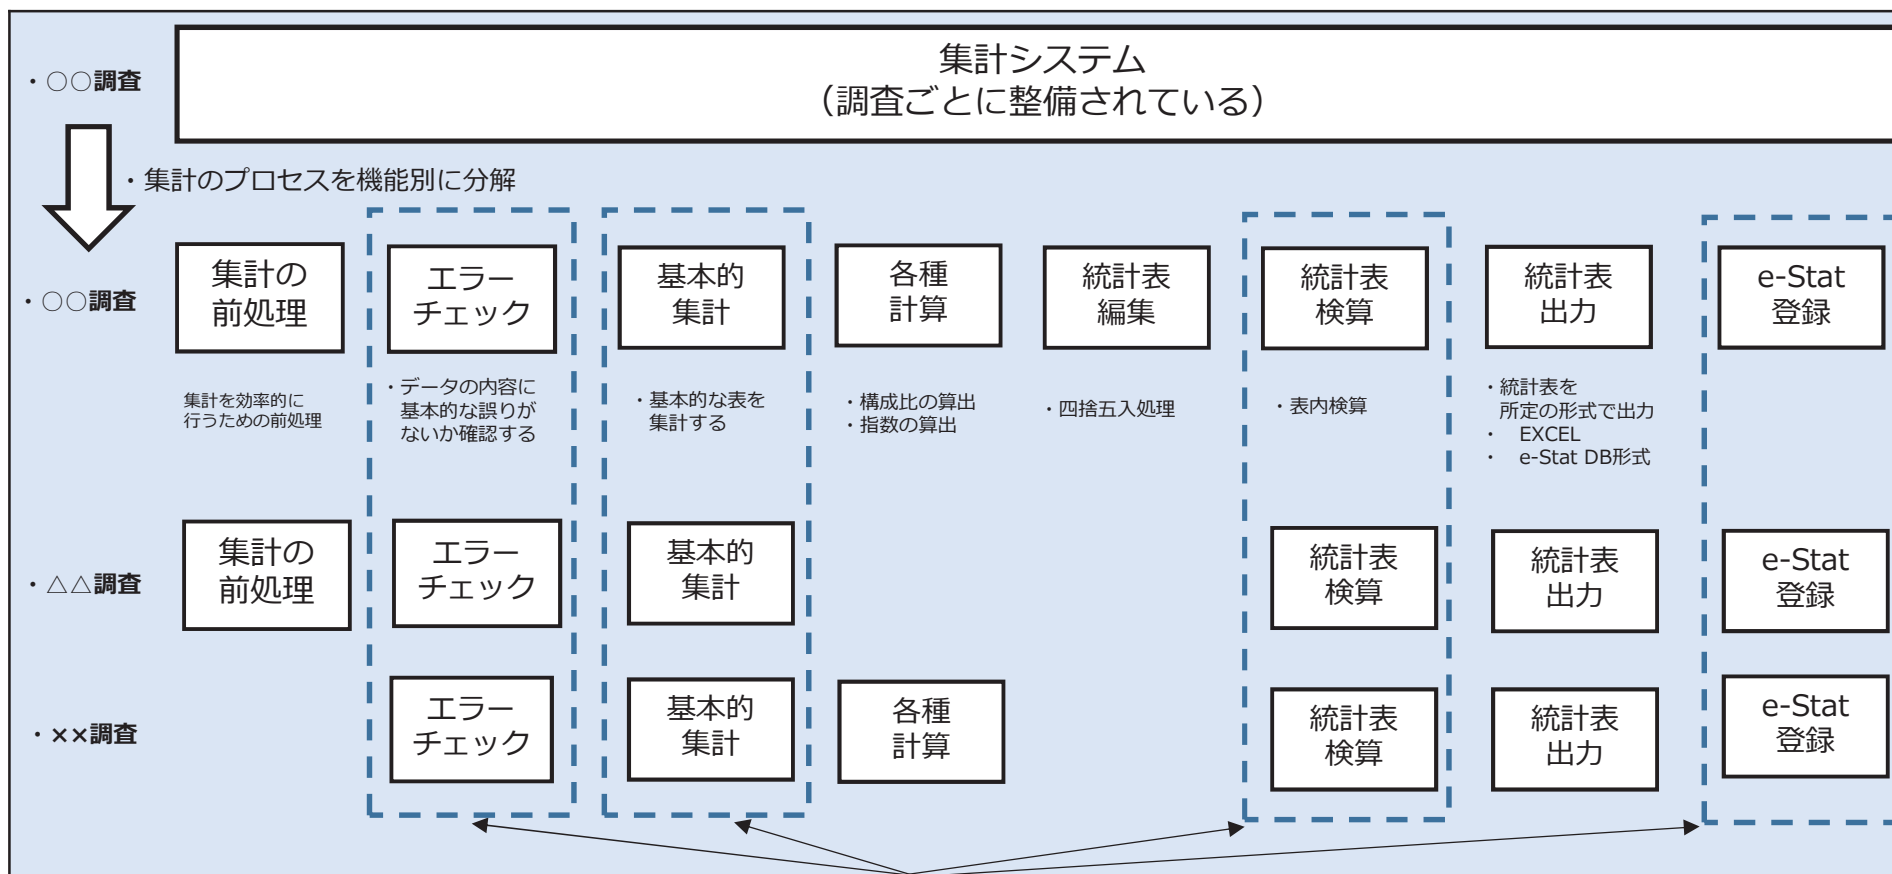 集計システム
（調査ごとに整備されている）
・○○調査
・集計のプロセスを機能別に分解
・○○調査
集計の
前処理
エラー
チェック
基本的
集計
各種
計算
統計表
編集
統計表
検算
統計表
出力
e-Stat
登録
集計を効率的に
行うための前処理
・データの内容に
基本的な誤りが
ないか確認する
・基本的な表を
集計する
・構成比の算出
・指数の算出
・四捨五入処理
・表内検算
・統計表を
所定の形式で出力
・ EXCEL
・ e-Stat DB形式
・△△調査
集計の
前処理
エラー
チェック
基本的
集計
統計表
検算
統計表
出力
e-Stat
登録
・××調査
エラー
チェック
基本的
集計
各種
計算
統計表
検算
統計表
出力
e-Stat
登録